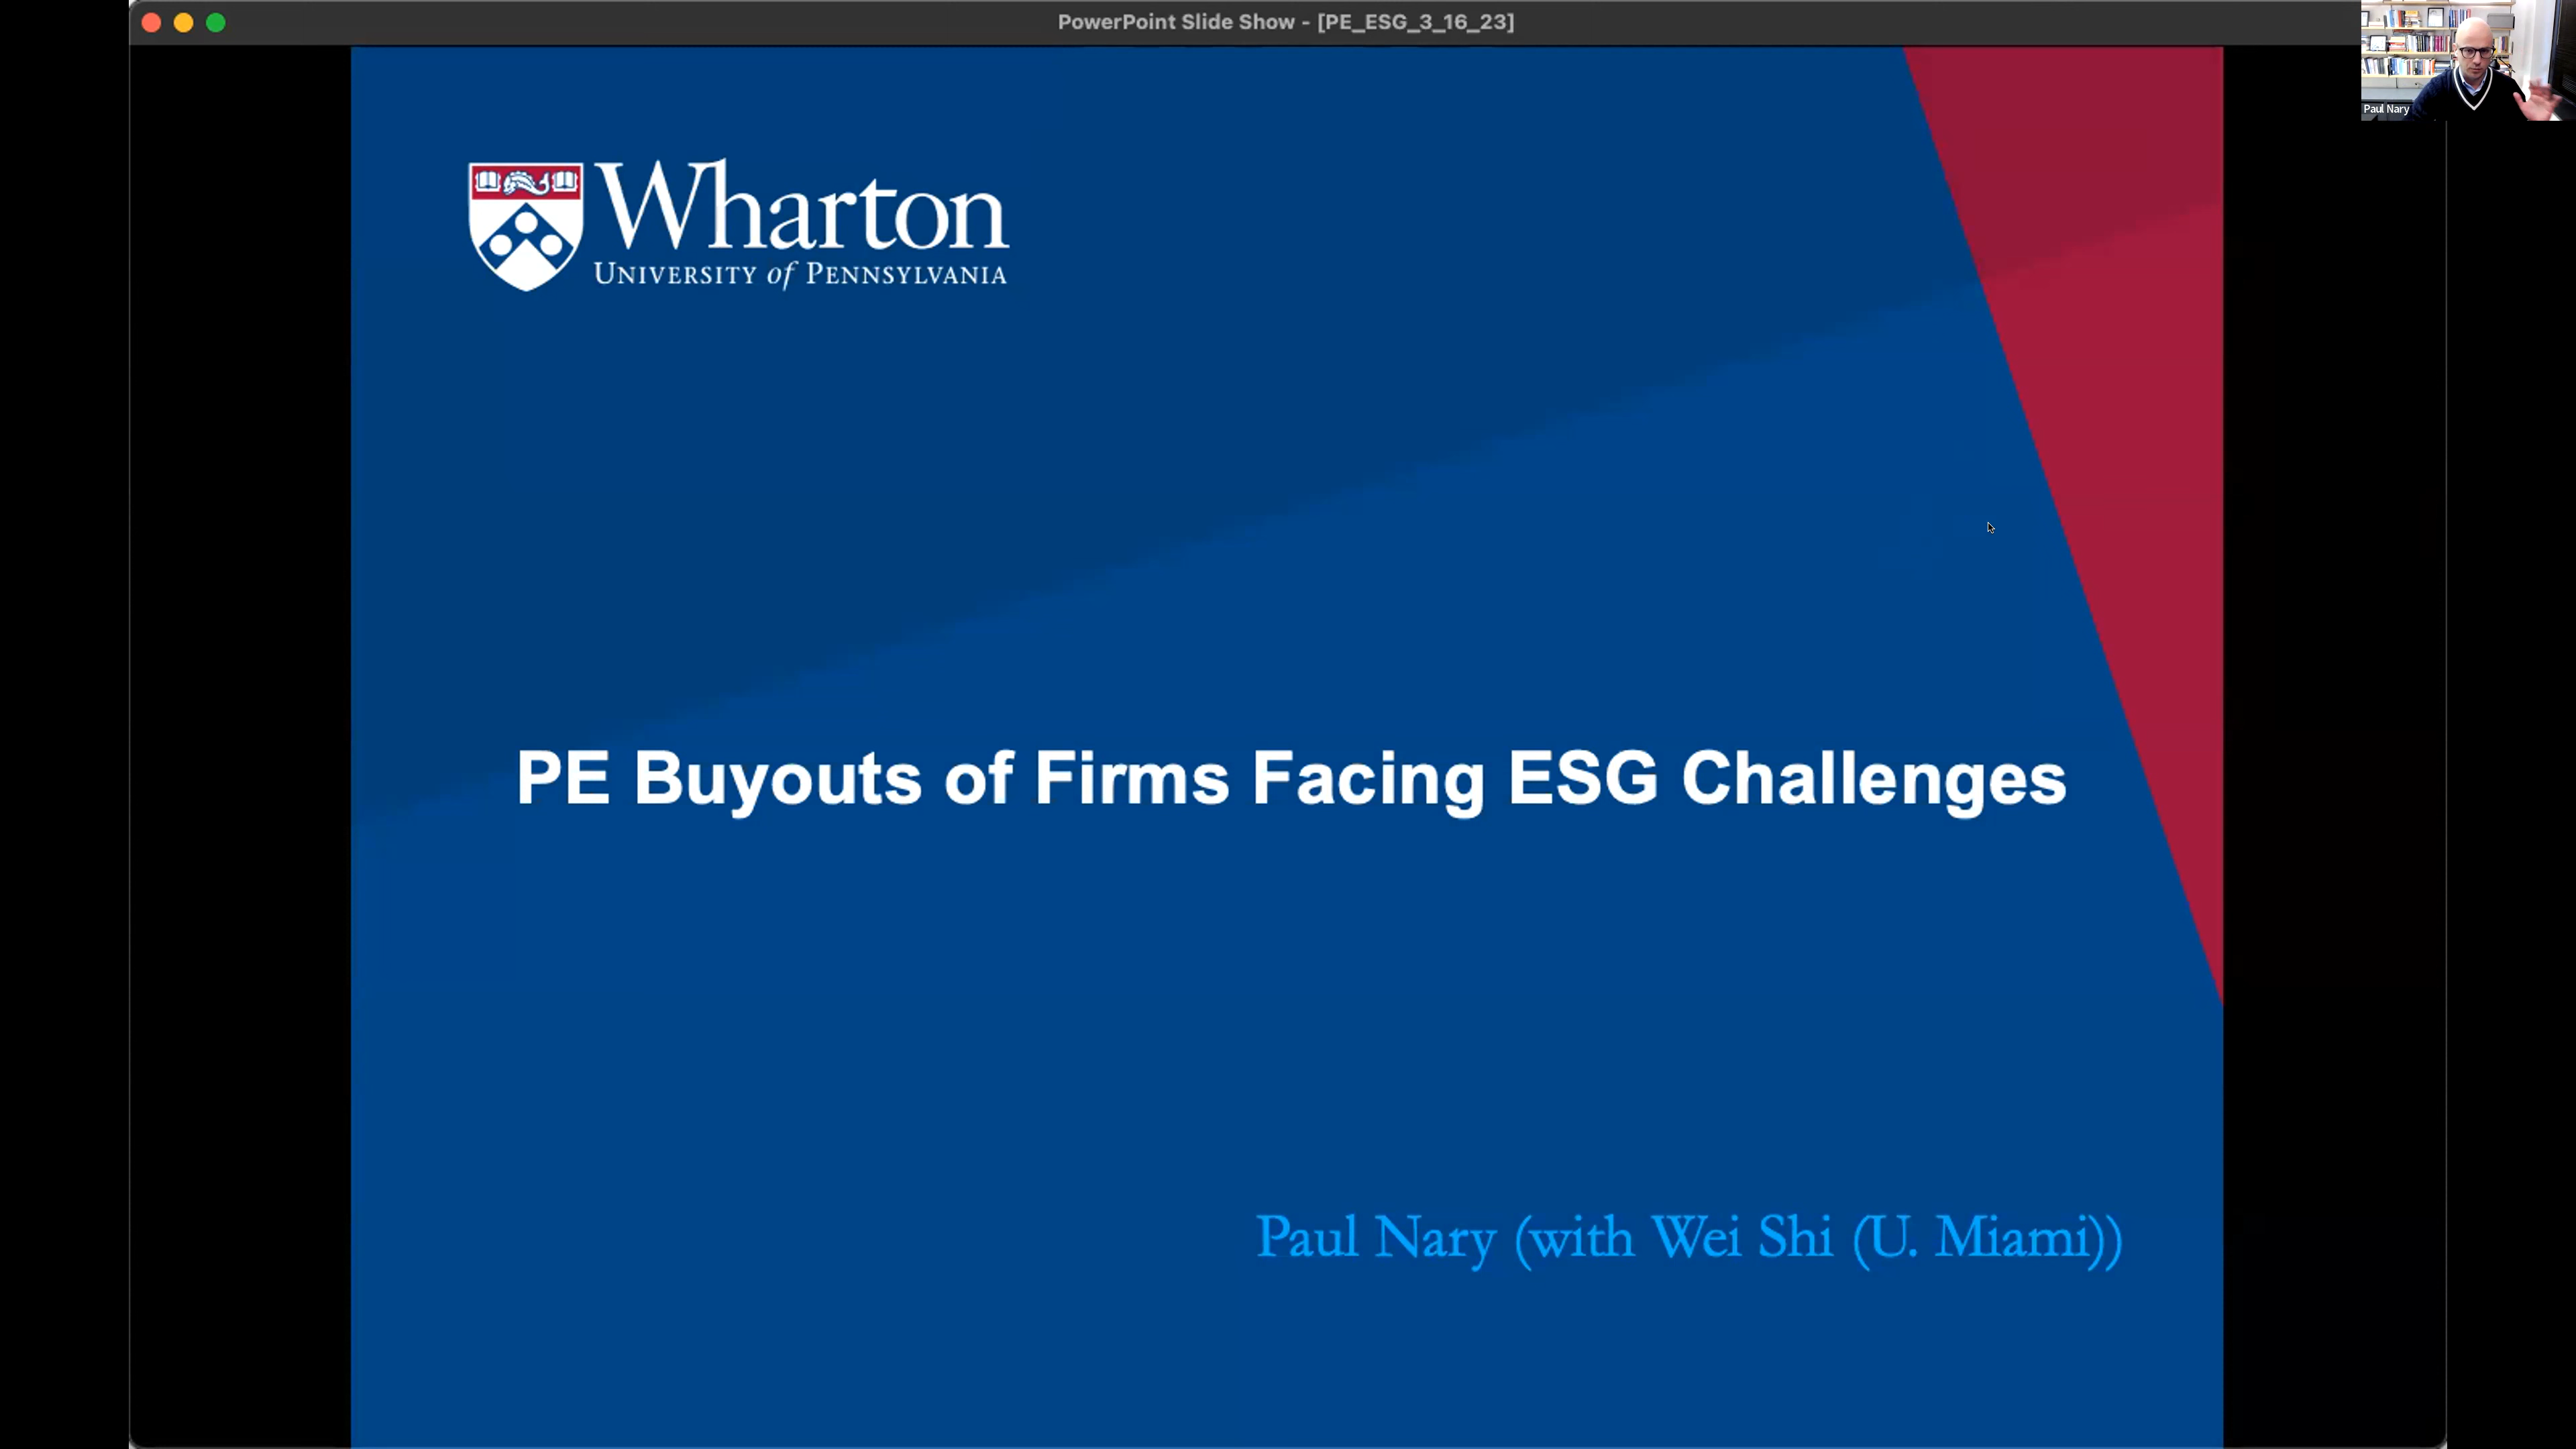 PowerPoint Slide Show - [PE_ESG_3_16_23]
Paul Nary
Wharton
UNIVERSITY of PENNSYLVANIA
PE Buyouts of Firms Facing ESG Challenges
Paul Nary (with Wei Shi (U. Miami))